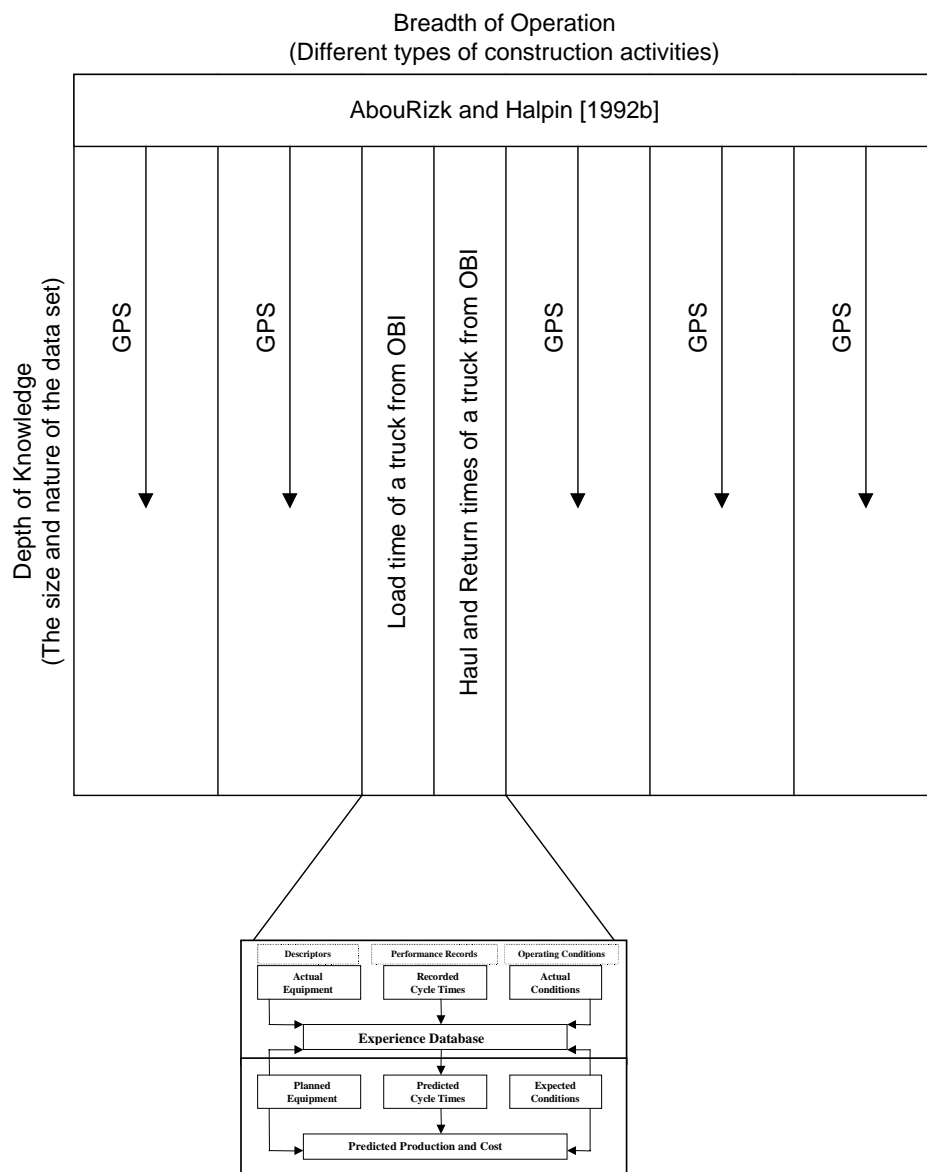 Breadth of Operation
(Different types of construction activities)
AbouRizk and Halpin [1992b]
Depth of Knowledge
(The size and nature of the data set)
GPS
GPS
Load time of a truck from OBI
Haul and Return times of a truck from OBI
GPS
GPS
GPS
Descriptors
Performance Records
Operating Conditions
Actual
Equipment
Recorded
Cycle Times
Actual
Conditions
Experience Database
Planned
Equipment
Predicted
Cycle Times
Expected
Conditions
Predicted Production and Cost